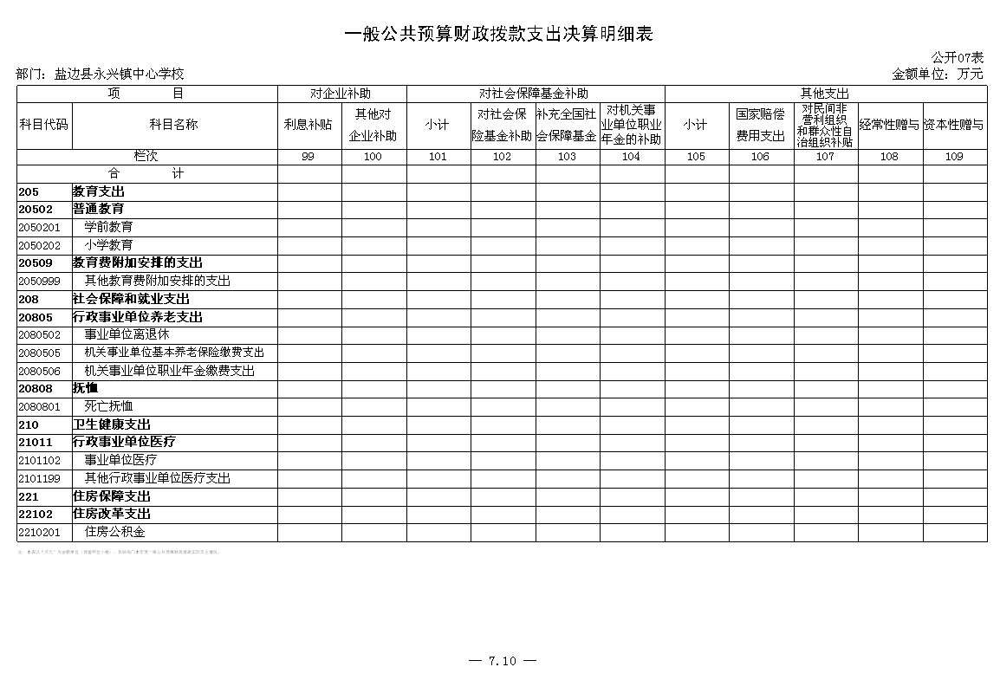 一般公共预算财政拨款支出决算明细表
公开07表
部门：盐边县永兴镇中心学校 金额单位：万元
项 目 对企业补助 对社会保障基金补助 其他支出
科目代码 科目名称 利息补贴 其他对企业补助 小计 对社会保险基金补助 补充全国社会保障基金 对机关事业单位职业年金的补助 小计 国家赔偿费用支出 对民间非营利组织和群众性自治组织补贴 经常性赠与 资本性赠与
栏次 99 100 101 102 103 104 105 106 107 108 109
合 计
205 教育支出
20502 普通教育
2050201 学前教育
2050202 小学教育
20509 教育费附加安排的支出
2050999 其他教育费附加安排的支出
208 社会保障和就业支出
20805 行政事业单位养老支出
2080502 事业单位离退休
2080505 机关事业单位基本养老保险缴费支出
2080506 机关事业单位职业年金缴费支出
20808 抚恤
2080801 死亡抚恤
210 卫生健康支出
21011 行政事业单位医疗
2101102 事业单位医疗
2101199 其他行政事业单位医疗支出
221 住房保障支出
22102 住房改革支出
2210201 住房公积金
— 7.10 —